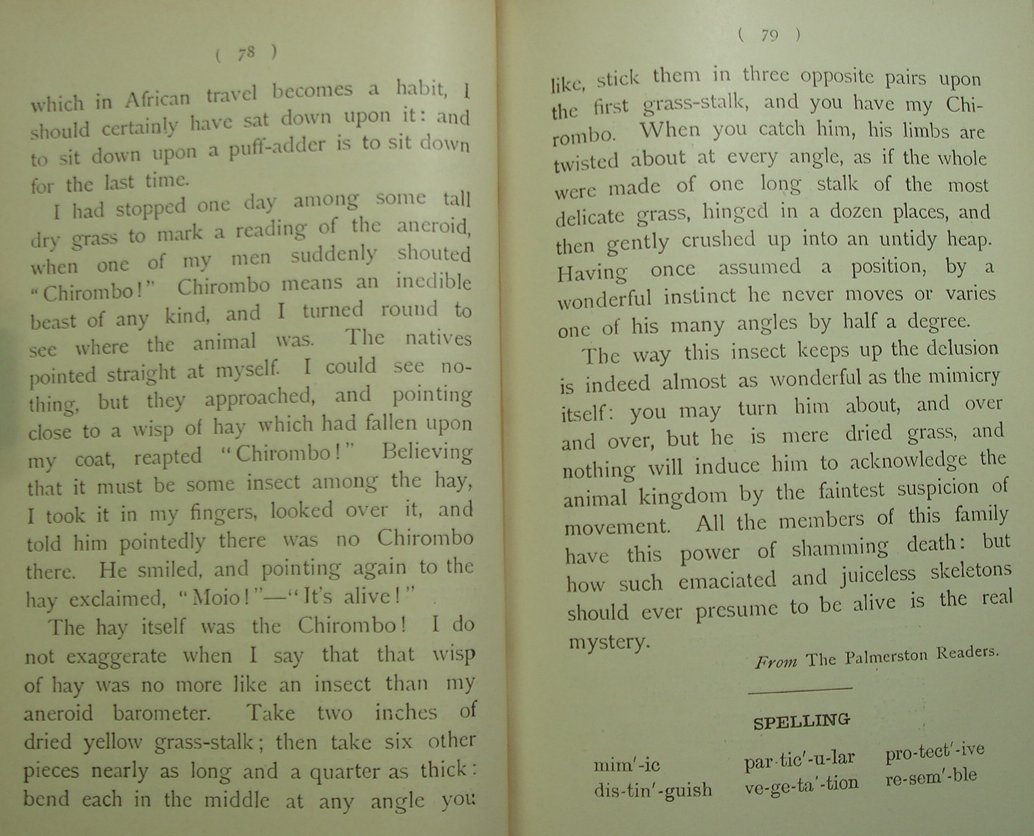 ( 78 )
which in African travel becomes a habit, I
should certainly have sat down upon it: and
to sit down upon a puff-adder is to sit down
for the last time.
I had stopped one day among some tall
dry grass to mark a reading of the aneroid,
when one of my men suddenly shouted
“Chirombo!” Chirombo means an inedible
beast of any kind, and I turned round to
see where the animal was. The natives
pointed straight at myself. I could see no-
thing, but they approached, and pointing
close to a wisp of hay which had fallen upon
my coat, reapted “Chirombo!” Believing
that it must be some insect among the hay,
I took it in my fingers, looked over it, and
told him pointedly there was no Chirombo
there. He smiled, and pointing again to the
hay exclaimed, “Moio!”—“It's alive!”
The hay itself was the Chirombo! I do
not exaggerate when I say that that wisp
of hay was no more like an insect than my
aneroid barometer. Take two inches of
dried yellow grass-stalk; then take six other
pieces nearly as long and a quarter as thick:
bend each in the middle at any angle you
( 79 )
like, stick them in three opposite pairs upon
the first grass-stalk, and you have my Chi-
rombo. When you catch him, his limbs are
twisted about at every angle, as if the whole
were made of one long stalk of the most
delicate grass, hinged in a dozen places, and
then gently crushed up into an untidy heap.
Having once assumed a position, by a
wonderful instinct he never moves or varies
one of his many angles by half a degree.
The way this insect keeps up the delusion
is indeed almost as wonderful as the mimicry
itself: you may turn him about, and over
and over, but he is mere dried grass, and
nothing will induce him to acknowledge the
animal kingdom by the faintest suspicion of
movement. All the members of this family
have this power of shamming death: but
how such emaciated and juiceless skeletons
should ever presume to be alive is the real
mystery.
From The Palmerston Readers.
SPELLING
mim′-ic par-tic′-u-lar pro-tect′-ive
dis-tin′-guish ve-ge-ta′-tion re-sem′-ble